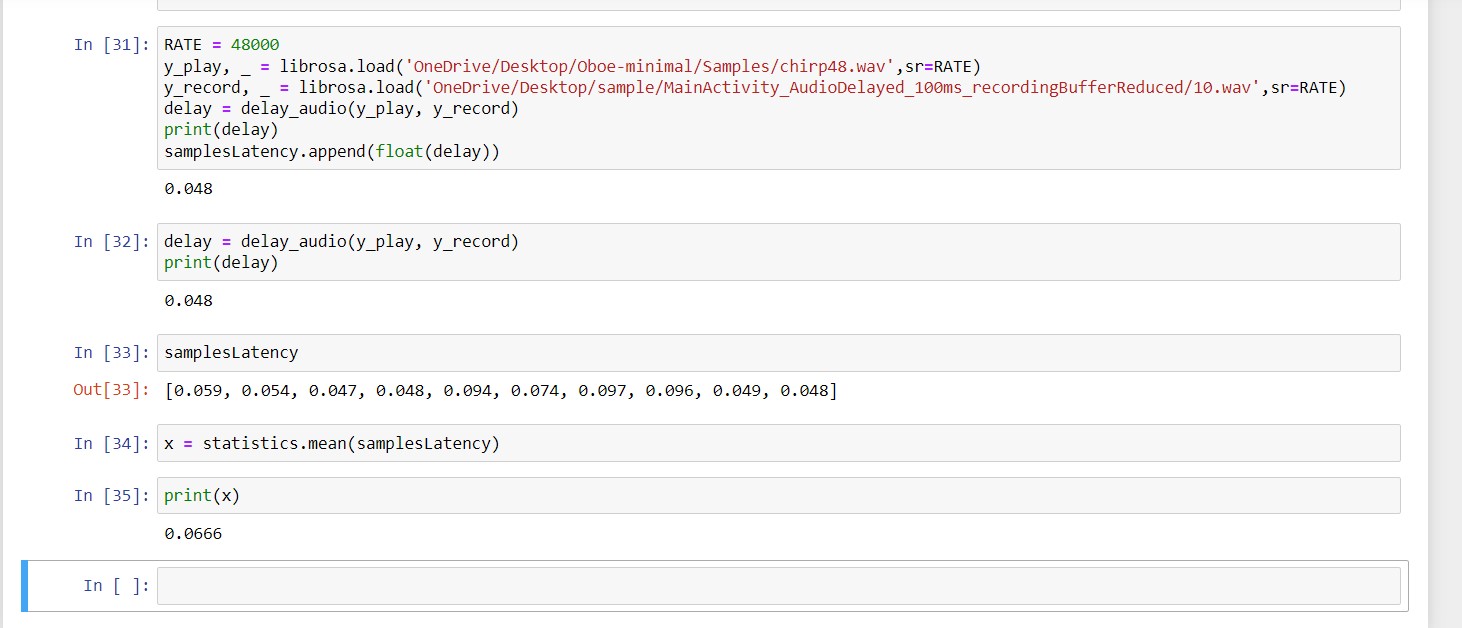 In [31]: RATE = 48000
y_play, _ = librosa.load('OneDrive/Desktop/Oboe-minimal/Samples/chirp48.wav',sr=RATE)
y_record, _ = librosa.load('OneDrive/Desktop/sample/MainActivity_AudioDelayed_100ms_recordingBufferReduced/10.wav',sr=RATE)
delay = delay_audio(y_play, y_record)
print(delay)
samplesLatency.append(float(delay))
0.048
In [32]: delay = delay_audio(y_play, y_record)
print(delay)
0.048
In [33]: samplesLatency
Out[33]: [0.059, 0.054, 0.047, 0.048, 0.094, 0.074, 0.097, 0.096, 0.049, 0.048]
In [34]: x = statistics.mean(samplesLatency)
In [35]: print(x)
0.0666
In [ ]: